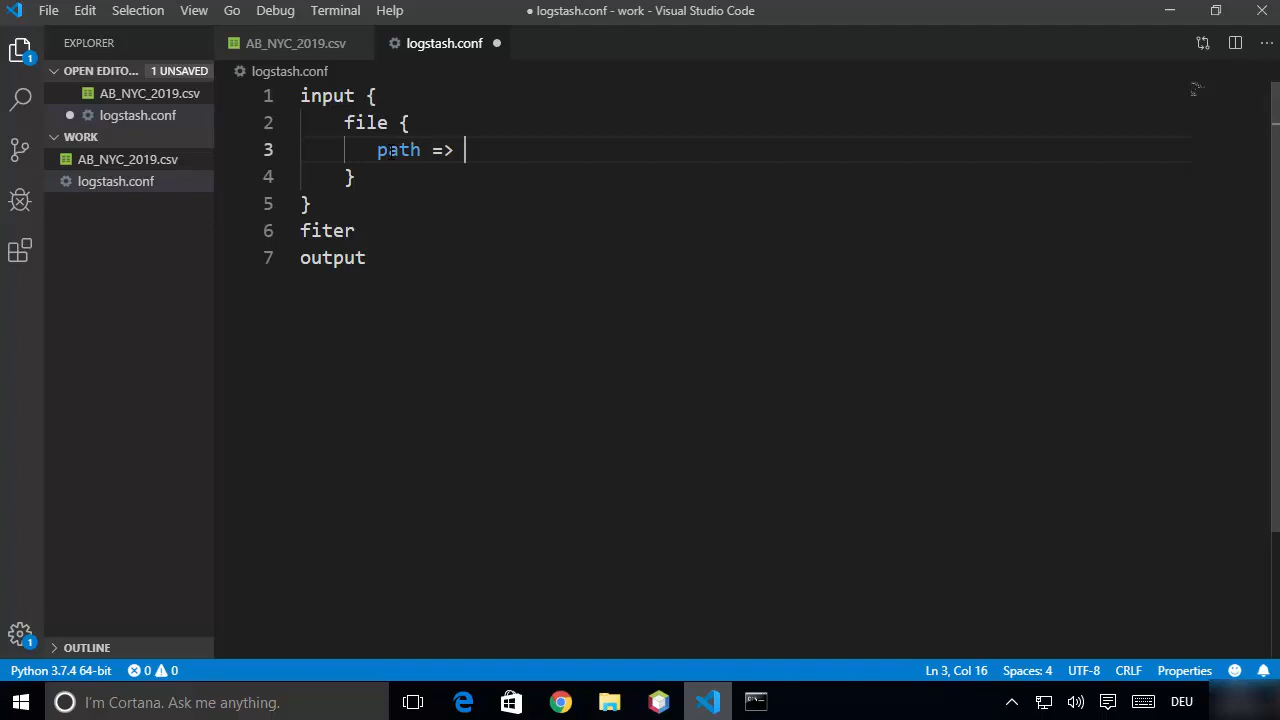 File Edit Selection View Go Debug Terminal Help ● logstash.conf - work - Visual Studio Code
EXPLORER
AB_NYC_2019.csv
logstash.conf
OPEN EDITO... 1 UNSAVED
logstash.conf
AB_NYC_2019.csv
logstash.conf
WORK
AB_NYC_2019.csv
logstash.conf
1 input {
2 file {
3 path =>
4 }
5 }
6 fiter
7 output
OUTLINE
1
1
Python 3.7.4 64-bit 0 0 Ln 3, Col 16 Spaces: 4 UTF-8 CRLF Properties
I'm Cortana. Ask me anything. DEU